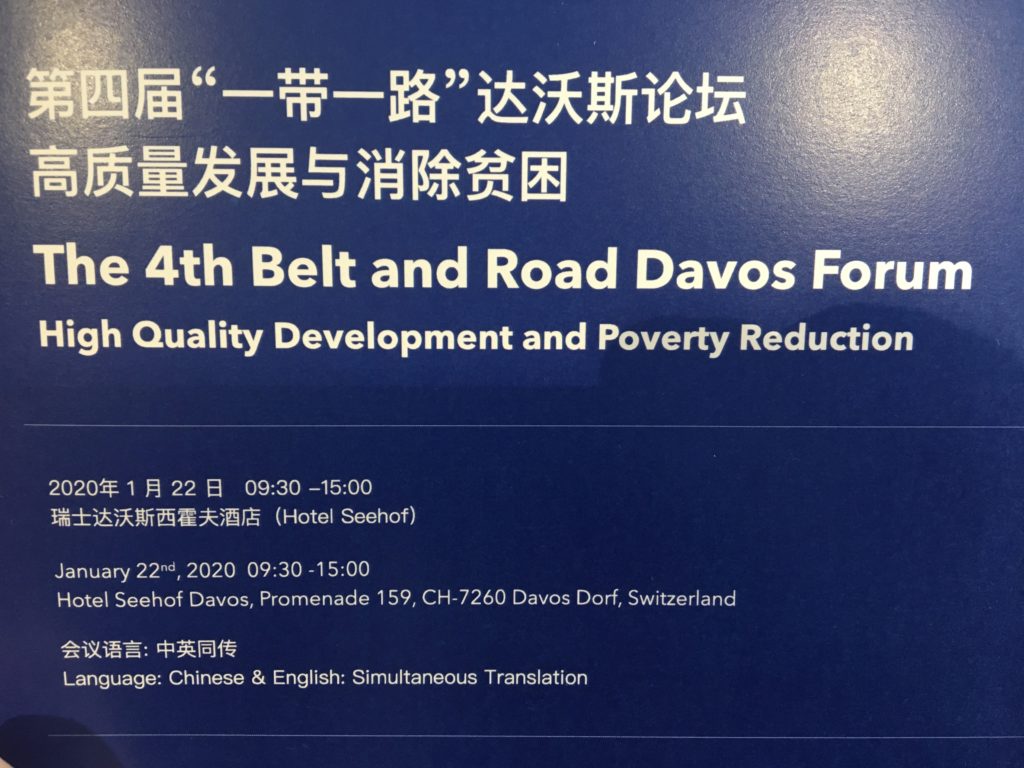 第四届“一带一路”达沃斯论坛
高质量发展与消除贫困
The 4th Belt and Road Davos Forum
High Quality Development and Poverty Reduction
2020年 1 月 22 日 09:30 –15:00
瑞士达沃斯西霍夫酒店（Hotel Seehof）
January 22nd, 2020 09:30 -15:00
Hotel Seehof Davos, Promenade 159, CH-7260 Davos Dorf, Switzerland
会议语言: 中英同传
Language: Chinese & English: Simultaneous Translation